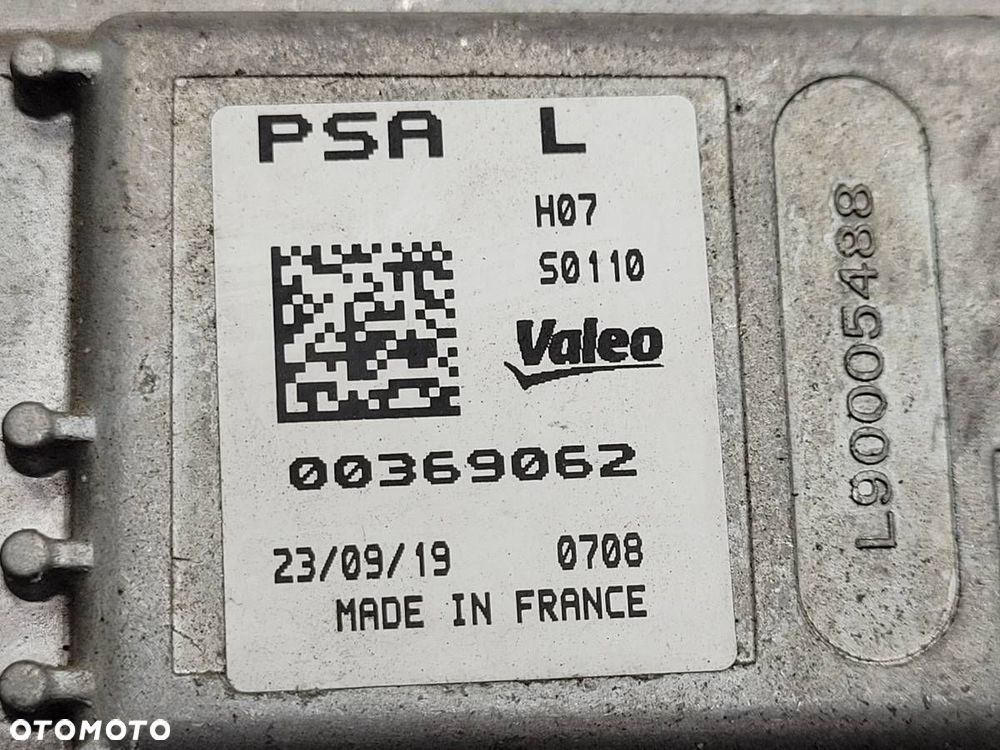 PSA L
H07
S0110
Valeo
00369062
23/09/19 0708
MADE IN FRANCE
L90005488
OTOMOTO